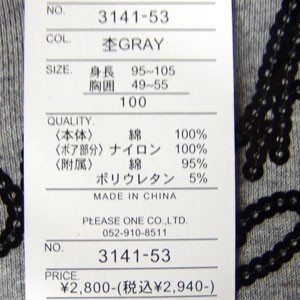 NO. 3141-53
COL. 杢GRAY
SIZE. 身長 95~105
胸囲 49~55
100
QUALITY.
〈本体〉 綿 100%
〈ボア部分〉 ナイロン 100%
〈附属〉 綿 95%
ポリウレタン 5%
MADE IN CHINA
PLEASE ONE CO.,LTD.
052-910-8511
NO.
3141-53
PRICE.
¥2,800-(税込¥2,940-)